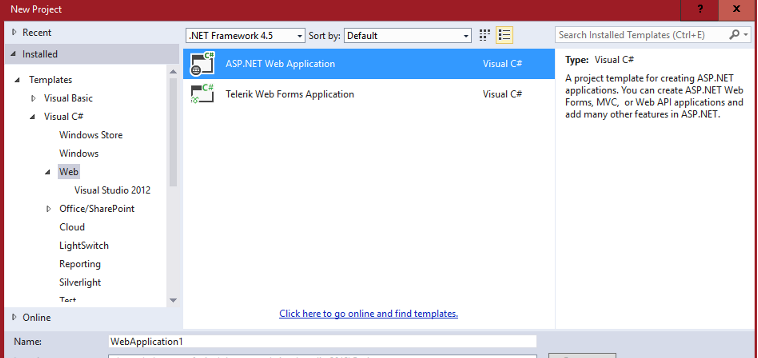 New Project
? X
Recent
.NET Framework 4.5 Sort by: Default
Search Installed Templates (Ctrl+E)
Installed
Templates
Visual Basic
Visual C#
Windows Store
Windows
Web
Visual Studio 2012
Office/SharePoint
Cloud
LightSwitch
Reporting
Silverlight
Test
Online
C# ASP.NET Web Application Visual C#
C# Telerik Web Forms Application Visual C#
Click here to go online and find templates.
Type: Visual C#
A project template for creating ASP.NET
applications. You can create ASP.NET Web
Forms, MVC, or Web API applications and
add many other features in ASP.NET.
Name: WebApplication1